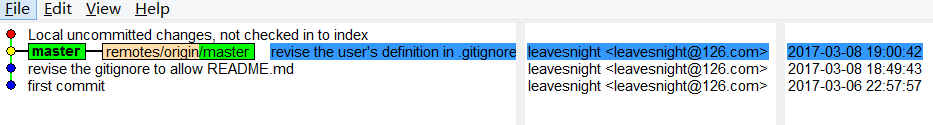 File Edit View Help
Local uncommitted changes, not checked in to index
master remotes/origin/master revise the user's definition in .gitignore leavesnight <leavesnight@126.com> 2017-03-08 19:00:42
revise the gitignore to allow README.md leavesnight <leavesnight@126.com> 2017-03-08 18:49:43
first commit leavesnight <leavesnight@126.com> 2017-03-06 22:57:57